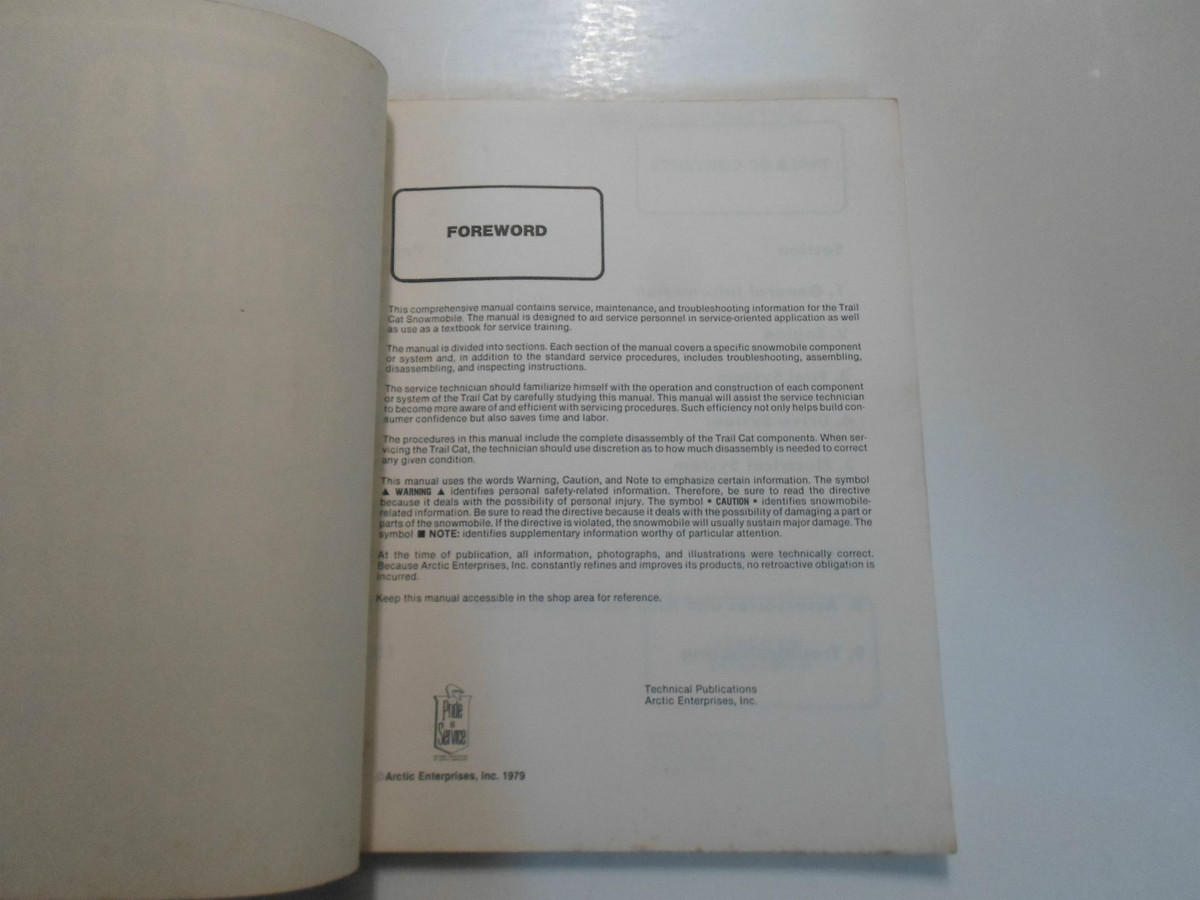 FOREWORD
This comprehensive manual contains service, maintenance, and troubleshooting information for the Trail
Cat Snowmobile. The manual is designed to aid service personnel in service-oriented application as well
as use as a textbook for service training.
The manual is divided into sections. Each section of the manual covers a specific snowmobile component
or system and, in addition to the standard service procedures, includes troubleshooting, assembling,
disassembling, and inspecting instructions.
The service technician should familiarize himself with the operation and construction of each component
or system of the Trail Cat by carefully studying this manual. This manual will assist the service technician
to become more aware of and efficient with servicing procedures. Such efficiency not only helps build con-
sumer confidence but also saves time and labor.
The procedures in this manual include the complete disassembly of the Trail Cat components. When ser-
vicing the Trail Cat, the technician should use discretion as to how much disassembly is needed to correct
any given condition.
This manual uses the words Warning, Caution, and Note to emphasize certain information. The symbol
▲ WARNING ▲ identifies personal safety-related information. Therefore, be sure to read the directive
because it deals with the possibility of personal injury. The symbol • CAUTION • identifies snowmobile-
related information. Be sure to read the directive because it deals with the possibility of damaging a part or
parts of the snowmobile. If the directive is violated, the snowmobile will usually sustain major damage. The
symbol ■ NOTE: identifies supplementary information worthy of particular attention.
At the time of publication, all information, photographs, and illustrations were technically correct.
Because Arctic Enterprises, Inc. constantly refines and improves its products, no retroactive obligation is
incurred.
Keep this manual accessible in the shop area for reference.
Technical Publications
Arctic Enterprises, Inc.
Pride
in
Service
©Arctic Enterprises, Inc. 1979